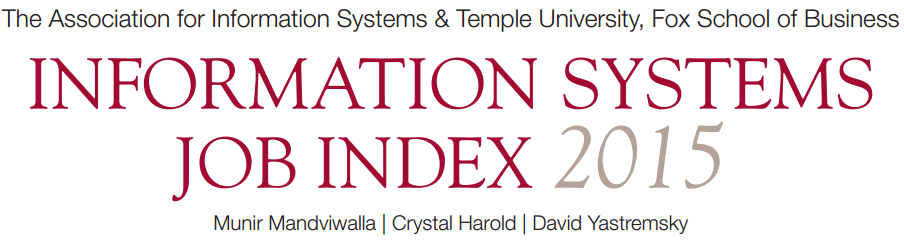 The Association for Information Systems & Temple University, Fox School of Business
INFORMATION SYSTEMS
JOB INDEX 2015
Munir Mandviwalla | Crystal Harold | David Yastremsky